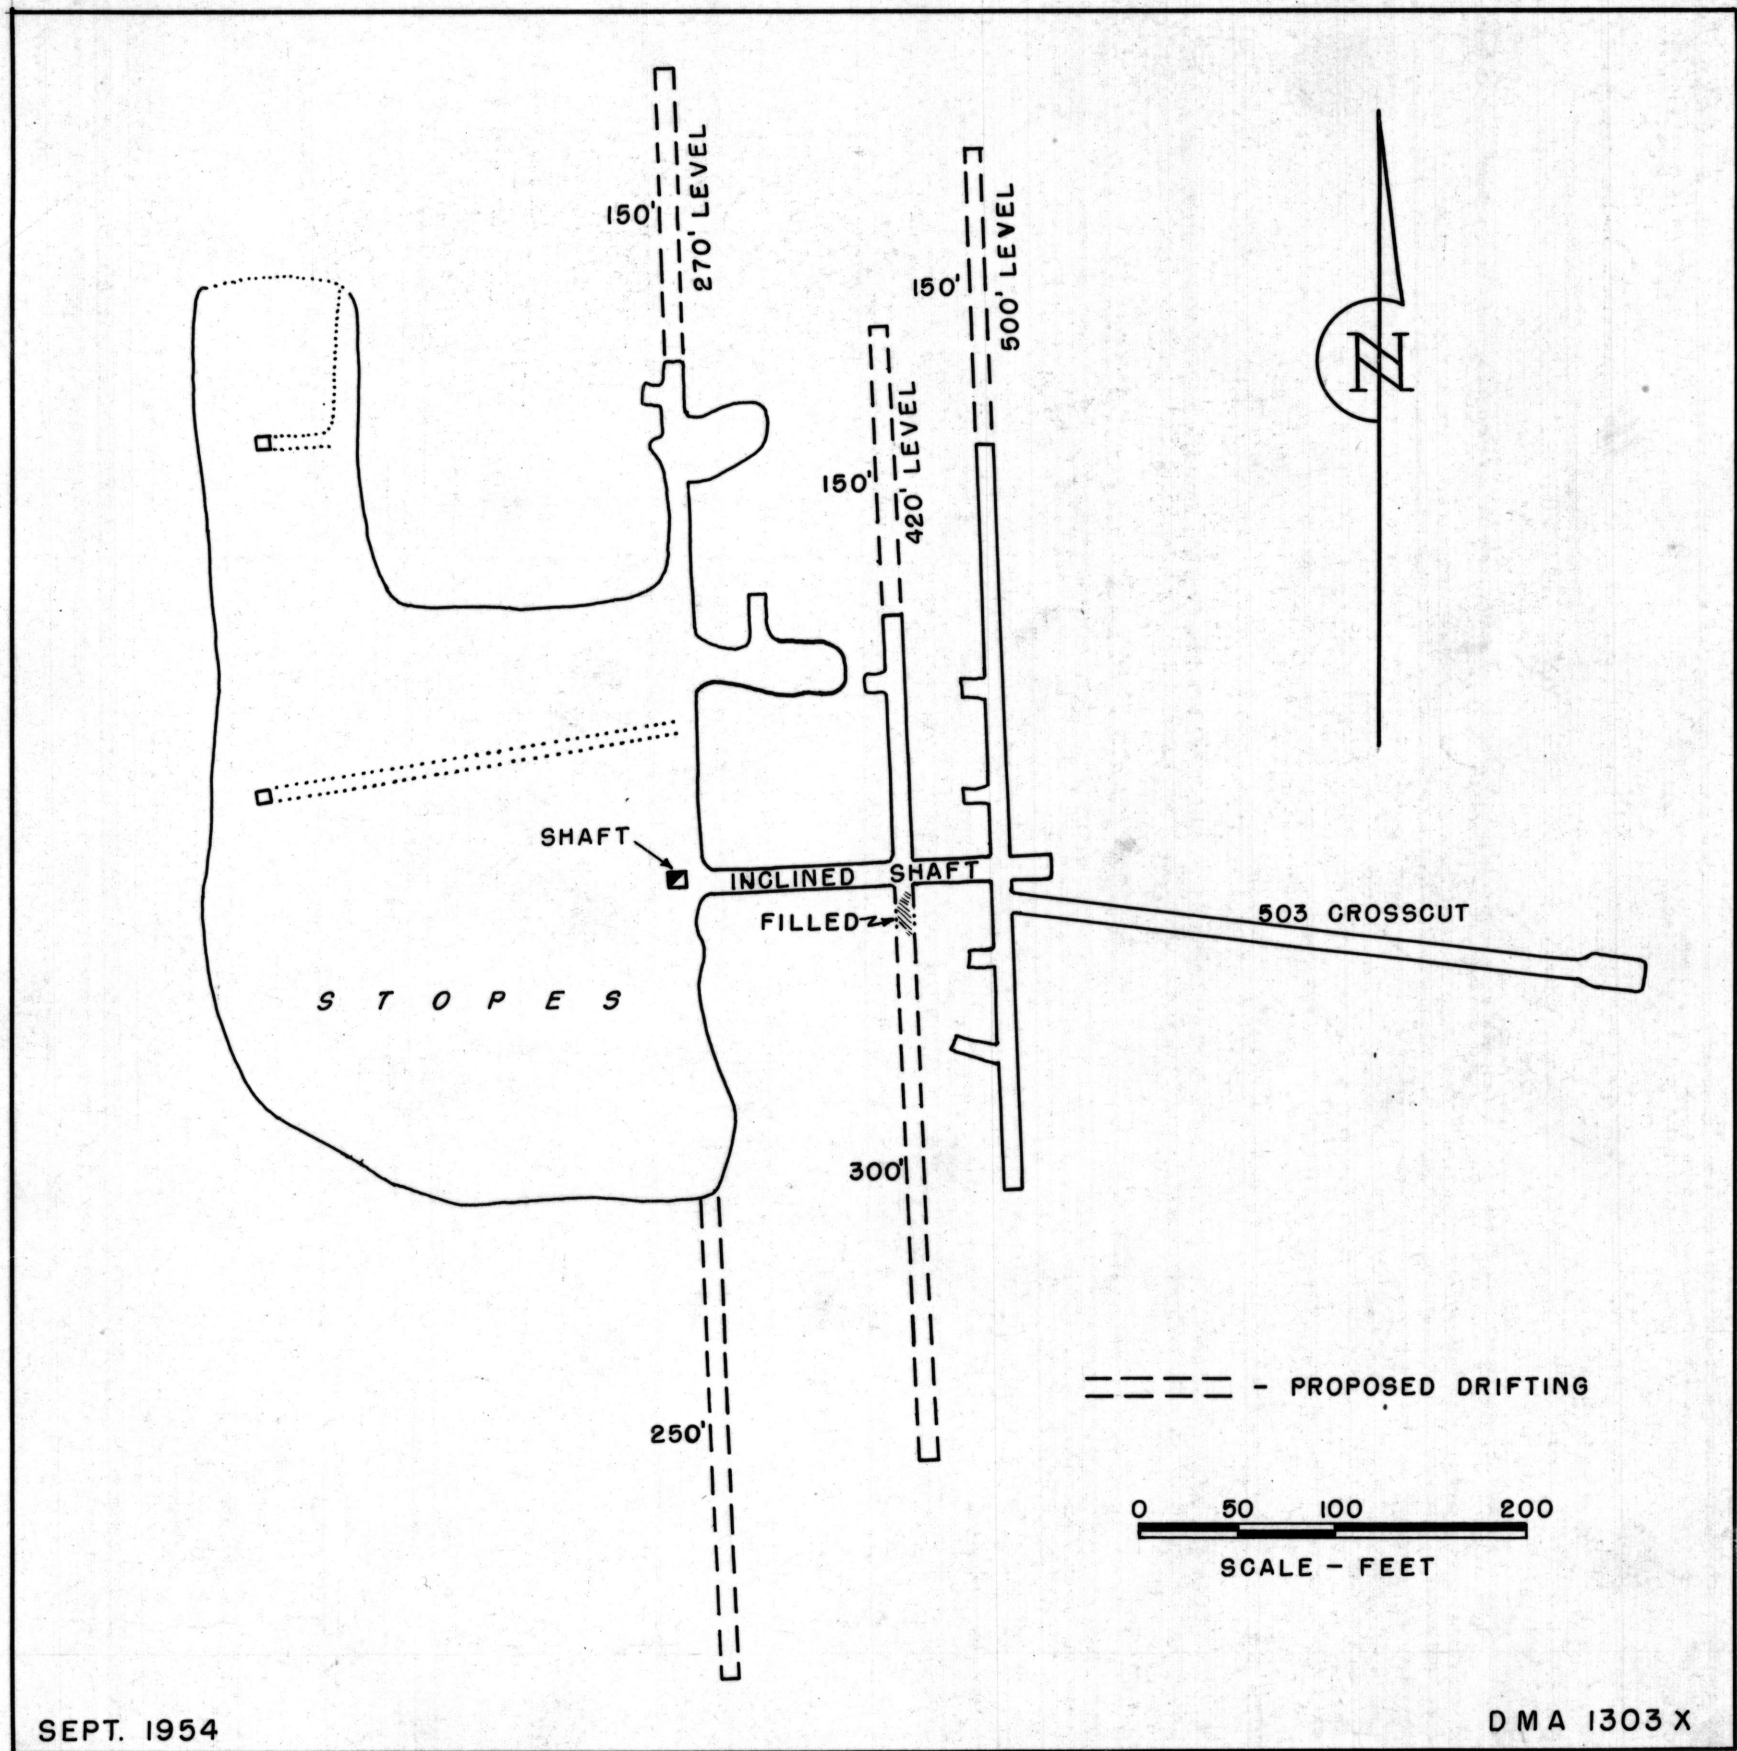 150'
270' LEVEL
150'
500' LEVEL
N
150'
420' LEVEL
SHAFT
INCLINED SHAFT
FILLED
503 CROSSCUT
STOPES
300'
250'
- PROPOSED DRIFTING
0 50 100 200
SCALE - FEET
SEPT. 1954
DMA 1303 X